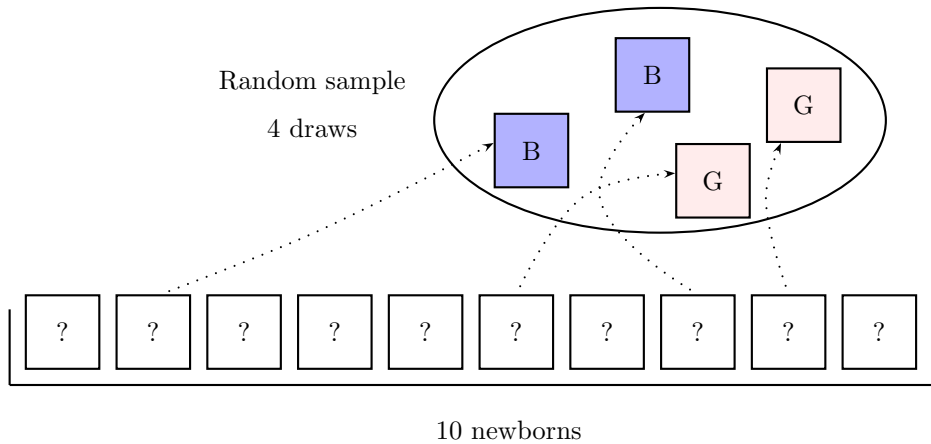 B
G
Random sample
4 draws
B
G
? ? ? ? ? ? ? ? ? ?
10 newborns